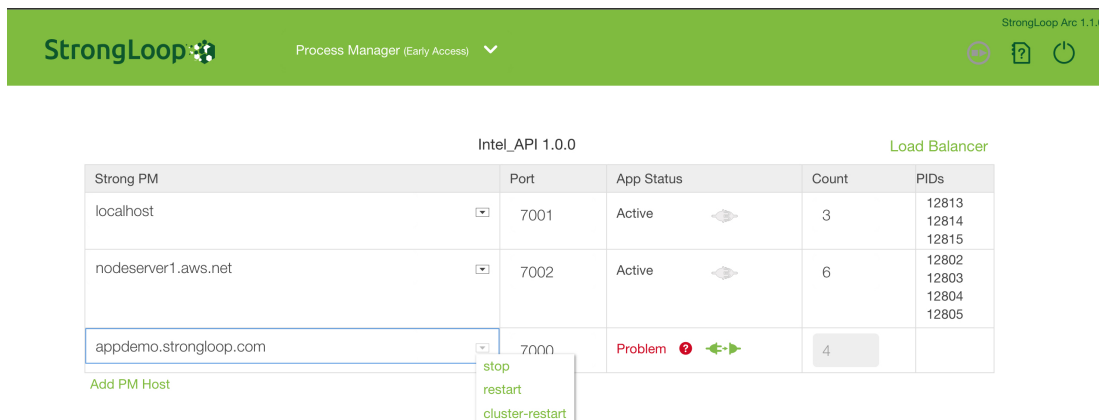 StrongLoop Arc 1.1.
StrongLoop
Process Manager (Early Access)
Intel_API 1.0.0
Load Balancer
Strong PM Port App Status Count PIDs
localhost 7001 Active 3 12813
12814
12815
nodeserver1.aws.net 7002 Active 6 12802
12803
12804
12805
appdemo.strongloop.com 7000 Problem ? 4
stop
Add PM Host
restart
cluster-restart